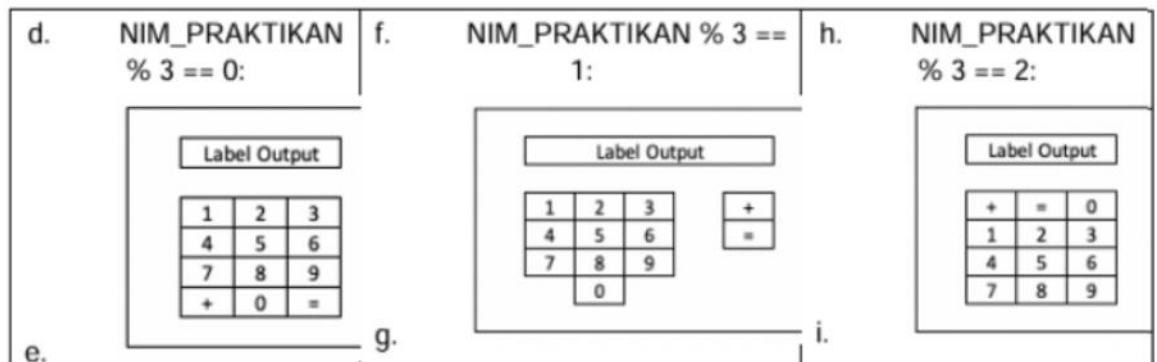 d. NIM_PRAKTIKAN
% 3 == 0:
Label Output
1 2 3
4 5 6
7 8 9
+ 0 =
e.
f. NIM_PRAKTIKAN % 3 ==
1:
Label Output
1 2 3 +
4 5 6 =
7 8 9
0
g.
h. NIM_PRAKTIKAN
% 3 == 2:
Label Output
+ = 0
1 2 3
4 5 6
7 8 9
i.